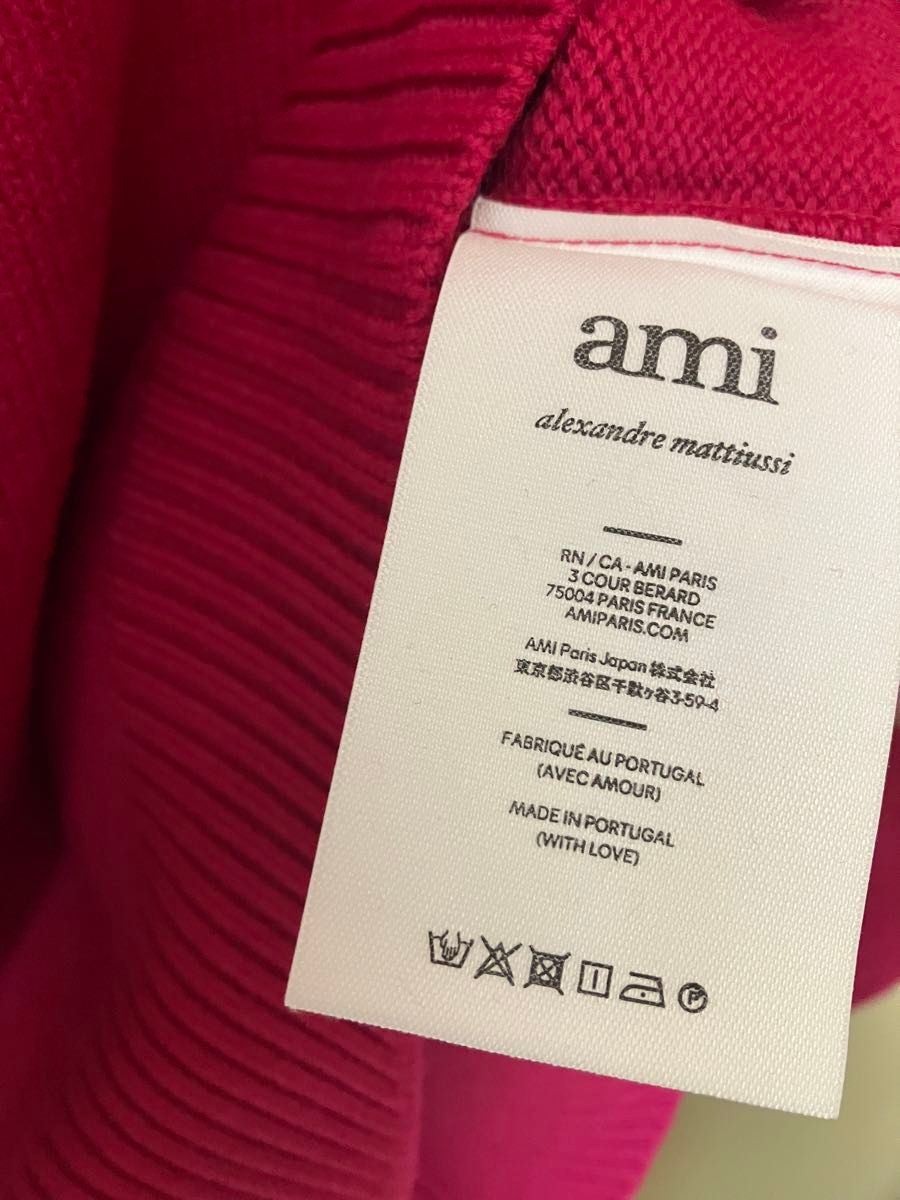 ami
alexandre mattiussi
RN / CA - AMI PARIS
3 COUR BERARD
75004 PARIS FRANCE
AMIPARIS.COM
AMI Paris Japan 株式会社
東京都渋谷区千駄ヶ谷3-59-4
FABRIQUÉ AU PORTUGAL
(AVEC AMOUR)
MADE IN PORTUGAL
(WITH LOVE)
P